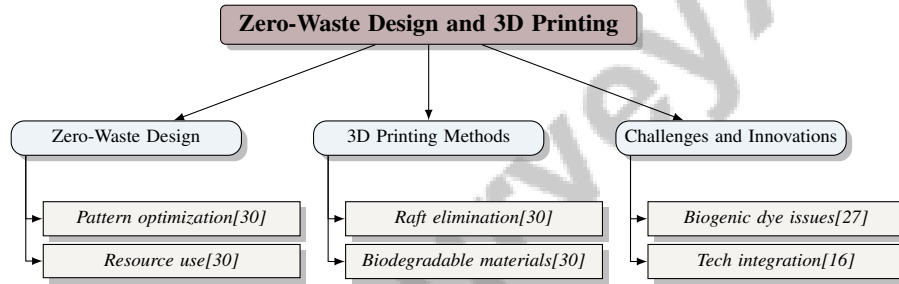 Zero-Waste Design and 3D Printing
Zero-Waste Design
3D Printing Methods
Challenges and Innovations
Pattern optimization[30]
Raft elimination[30]
Biogenic dye issues[27]
Resource use[30]
Biodegradable materials[30]
Tech integration[16]